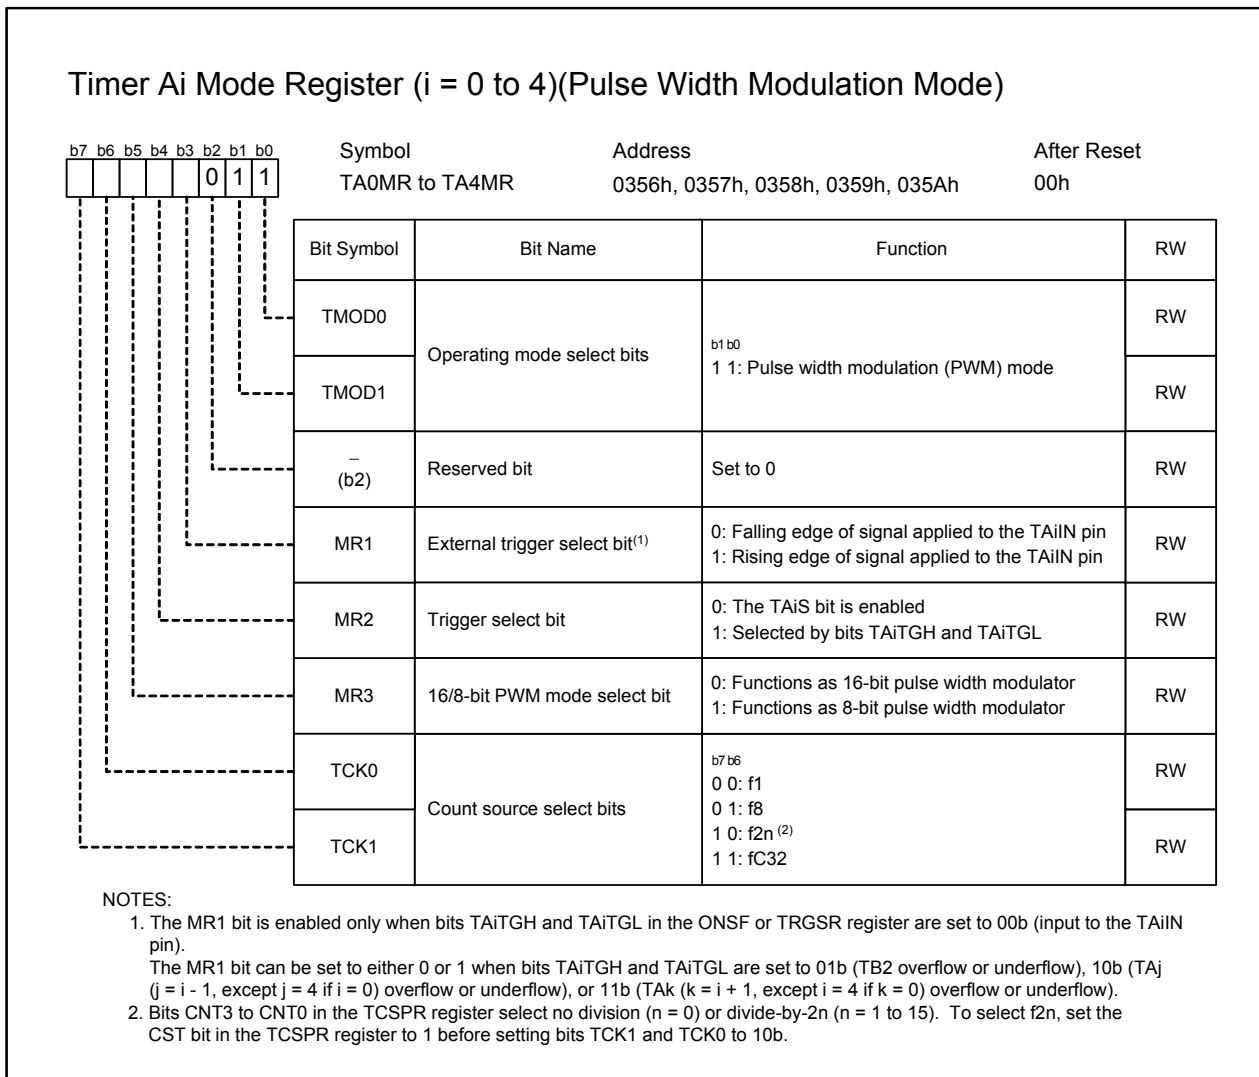 Timer Ai Mode Register (i = 0 to 4)(Pulse Width Modulation Mode)
b7 b6 b5 b4 b3 b2 b1 b0
0 1 1
Symbol Address After Reset
TA0MR to TA4MR 0356h, 0357h, 0358h, 0359h, 035Ah 00h
Bit Symbol Bit Name Function RW
TMOD0 RW
Operating mode select bits
b1 b0
1 1: Pulse width modulation (PWM) mode
TMOD1 RW
–
(b2) Reserved bit Set to 0 RW
MR1 External trigger select bit(1) 0: Falling edge of signal applied to the TAiIN pin RW
1: Rising edge of signal applied to the TAiIN pin
MR2 Trigger select bit 0: The TAiS bit is enabled RW
1: Selected by bits TAiTGH and TAiTGL
MR3 16/8-bit PWM mode select bit 0: Functions as 16-bit pulse width modulator RW
1: Functions as 8-bit pulse width modulator
TCK0 RW
Count source select bits
b7 b6
0 0: f1
0 1: f8
1 0: f2n (2)
1 1: fC32
TCK1 RW
NOTES:
1. The MR1 bit is enabled only when bits TAiTGH and TAiTGL in the ONSF or TRGSR register are set to 00b (input to the TAiIN
pin).
The MR1 bit can be set to either 0 or 1 when bits TAiTGH and TAiTGL are set to 01b (TB2 overflow or underflow), 10b (TAj
(j = i - 1, except j = 4 if i = 0) overflow or underflow), or 11b (TAk (k = i + 1, except i = 4 if k = 0) overflow or underflow).
2. Bits CNT3 to CNT0 in the TCSPR register select no division (n = 0) or divide-by-2n (n = 1 to 15). To select f2n, set the
CST bit in the TCSPR register to 1 before setting bits TCK1 and TCK0 to 10b.